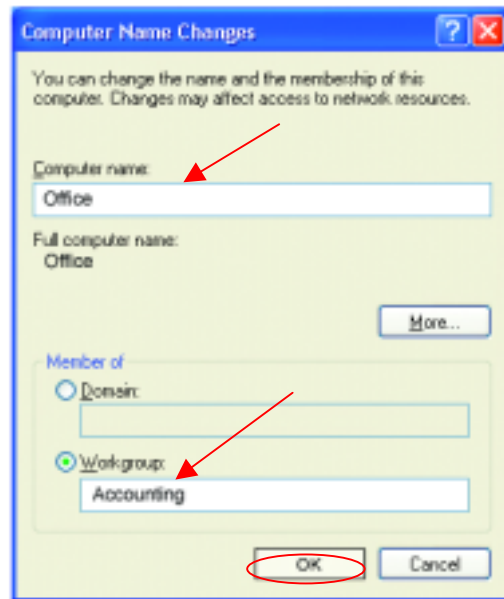 Computer Name Changes
You can change the name and the membership of this
computer. Changes may affect access to network resources.
Computer name:
Office
Full computer name:
Office
More...
Member of
Domain:
Workgroup:
Accounting
OK
Cancel